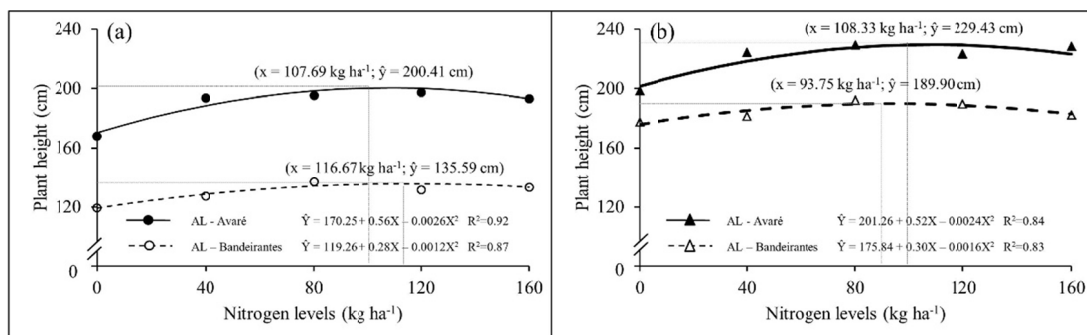 (a)
240
200
160
120
0
Plant height (cm)
(x = 107.69 kg ha⁻¹; ŷ = 200.41 cm)
(x = 116.67 kg ha⁻¹; ŷ = 135.59 cm)
AL - Avaré Ŷ = 170.25 + 0.56X – 0.0026X² R²=0.92
AL – Bandeirantes Ŷ = 119.26 + 0.28X – 0.0012X² R²=0.87
0 40 80 120 160
Nitrogen levels (kg ha⁻¹)
(b)
240
200
160
120
0
Plant height (cm)
(x = 108.33 kg ha⁻¹; ŷ = 229.43 cm)
(x = 93.75 kg ha⁻¹; ŷ = 189.90 cm)
AL - Avaré Ŷ = 201.26 + 0.52X – 0.0024X² R²=0.84
AL – Bandeirantes Ŷ = 175.84 + 0.30X – 0.0016X² R²=0.83
0 40 80 120 160
Nitrogen levels (kg ha⁻¹)